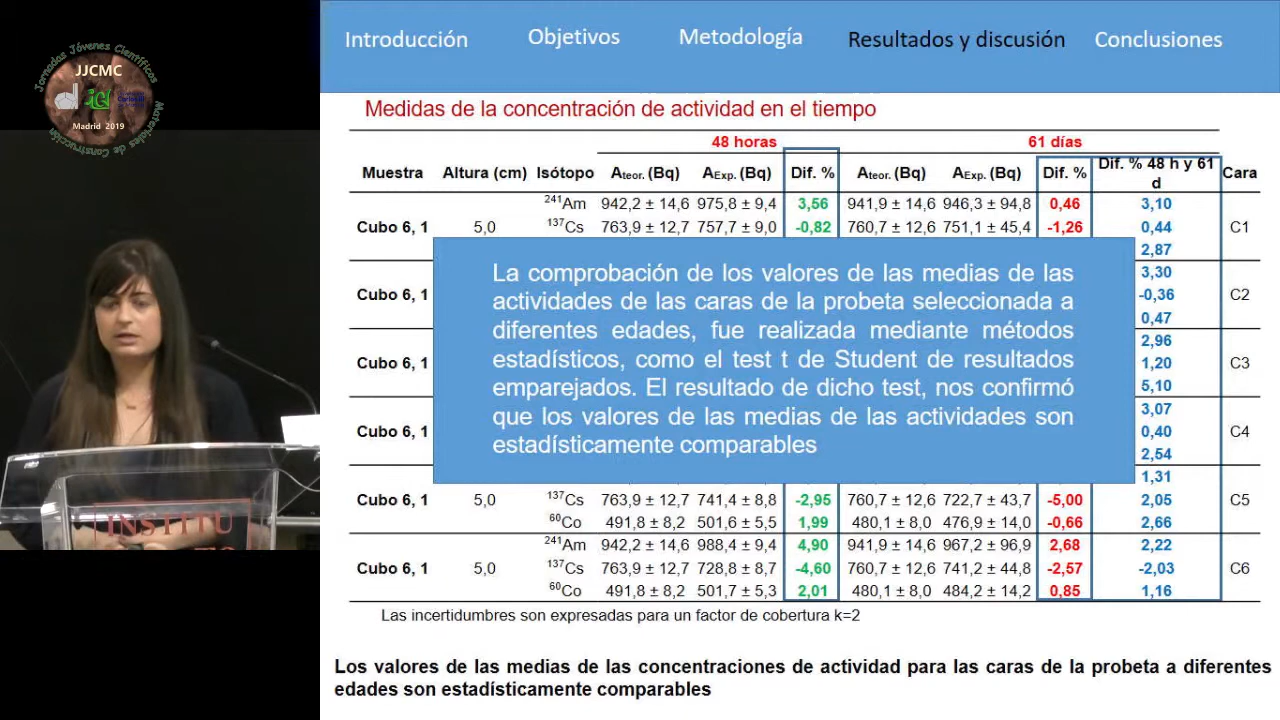 Jornadas Jóvenes Científicos
JJCMC
Madrid 2019
Materiales de Construcción
INSTITU
Introducción Objetivos Metodología Resultados y discusión Conclusiones
Medidas de la concentración de actividad en el tiempo
48 horas 61 días
Muestra Altura (cm) Isótopo Ateor. (Bq) AExp. (Bq) Dif. % Ateor. (Bq) AExp. (Bq) Dif. % Dif. % 48 h y 61 d Cara
241Am 942,2 ± 14,6 975,8 ± 9,4 3,56 941,9 ± 14,6 946,3 ± 94,8 0,46 3,10
Cubo 6, 1 5,0 137Cs 763,9 ± 12,7 757,7 ± 9,0 -0,82 760,7 ± 12,6 751,1 ± 45,4 -1,26 0,44 C1
2,87
3,30
Cubo 6, 1 -0,36 C2
0,47
2,96
Cubo 6, 1 1,20 C3
5,10
3,07
Cubo 6, 1 0,40 C4
2,54
1,31
La comprobación de los valores de las medias de las
actividades de las caras de la probeta seleccionada a
diferentes edades, fue realizada mediante métodos
estadísticos, como el test t de Student de resultados
emparejados. El resultado de dicho test, nos confirmó
que los valores de las medias de las actividades son
estadísticamente comparables
Cubo 6, 1 5,0 137Cs 763,9 ± 12,7 741,4 ± 8,8 -2,95 760,7 ± 12,6 722,7 ± 43,7 -5,00 2,05 C5
60Co 491,8 ± 8,2 501,6 ± 5,5 1,99 480,1 ± 8,0 476,9 ± 14,0 -0,66 2,66
241Am 942,2 ± 14,6 988,4 ± 9,4 4,90 941,9 ± 14,6 967,2 ± 96,9 2,68 2,22
Cubo 6, 1 5,0 137Cs 763,9 ± 12,7 728,8 ± 8,7 -4,60 760,7 ± 12,6 741,2 ± 44,8 -2,57 -2,03 C6
60Co 491,8 ± 8,2 501,7 ± 5,3 2,01 480,1 ± 8,0 484,2 ± 14,2 0,85 1,16
Las incertidumbres son expresadas para un factor de cobertura k=2
Los valores de las medias de las concentraciones de actividad para las caras de la probeta a diferentes
edades son estadísticamente comparables